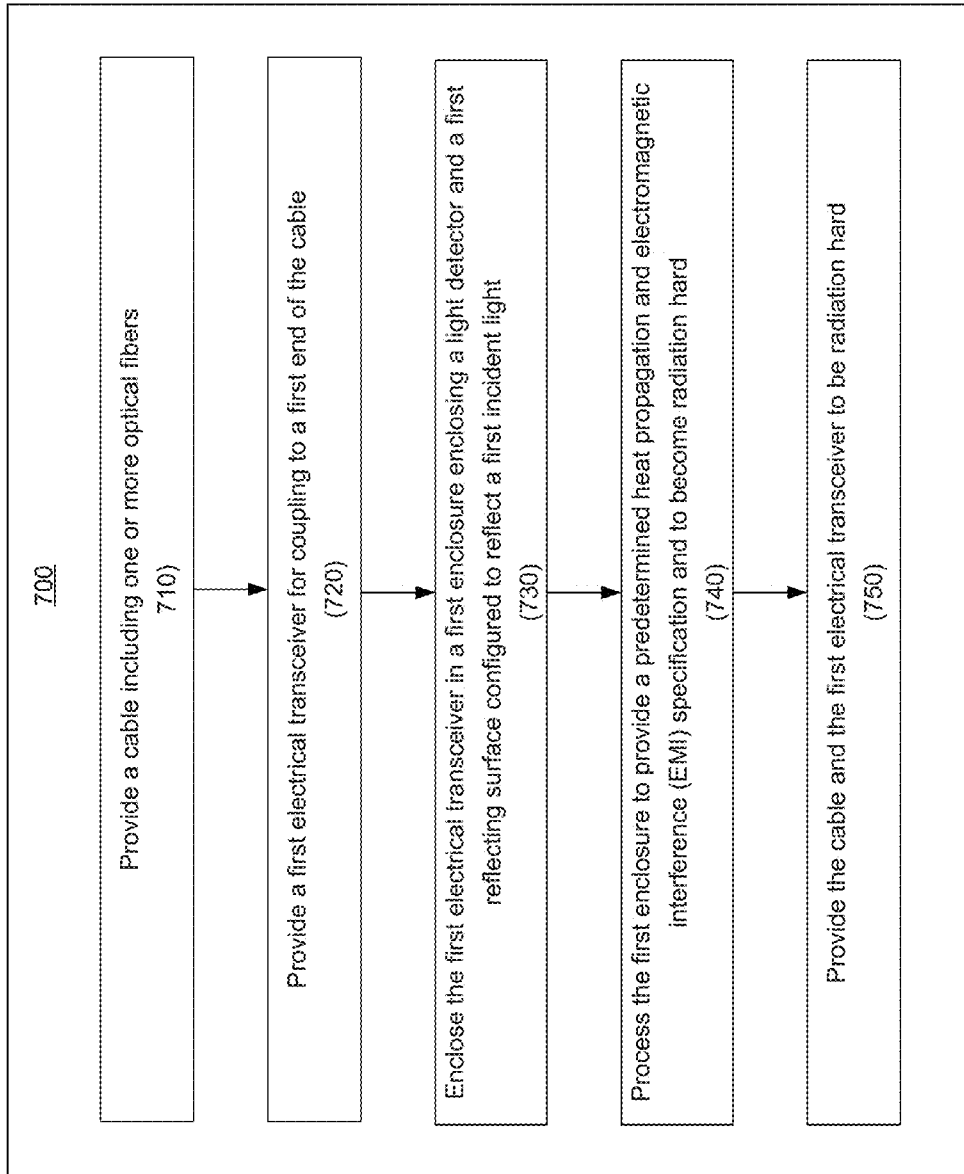 700
Provide a cable including one or more optical fibers
710)
Provide a first electrical transceiver for coupling to a first end of the cable
(720)
Enclose the first electrical transceiver in a first enclosure enclosing a light detector and a first
reflecting surface configured to reflect a first incident light
(730)
Process the first enclosure to provide a predetermined heat propagation and electromagnetic
interference (EMI) specification and to become radiation hard
(740)
Provide the cable and the first electrical transceiver to be radiation hard
(750)